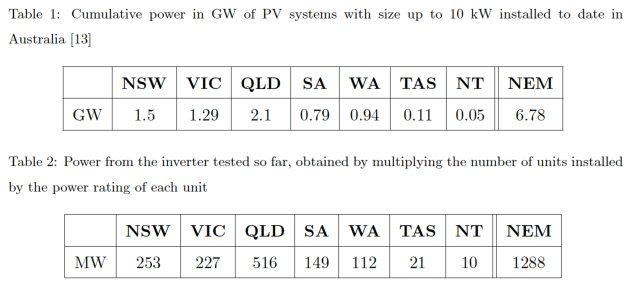 Table 1: Cumulative power in GW of PV systems with size up to 10 kW installed to date in
Australia [13]
NSW VIC QLD SA WA TAS NT NEM
GW 1.5 1.29 2.1 0.79 0.94 0.11 0.05 6.78
Table 2: Power from the inverter tested so far, obtained by multiplying the number of units installed
by the power rating of each unit
NSW VIC QLD SA WA TAS NT NEM
MW 253 227 516 149 112 21 10 1288